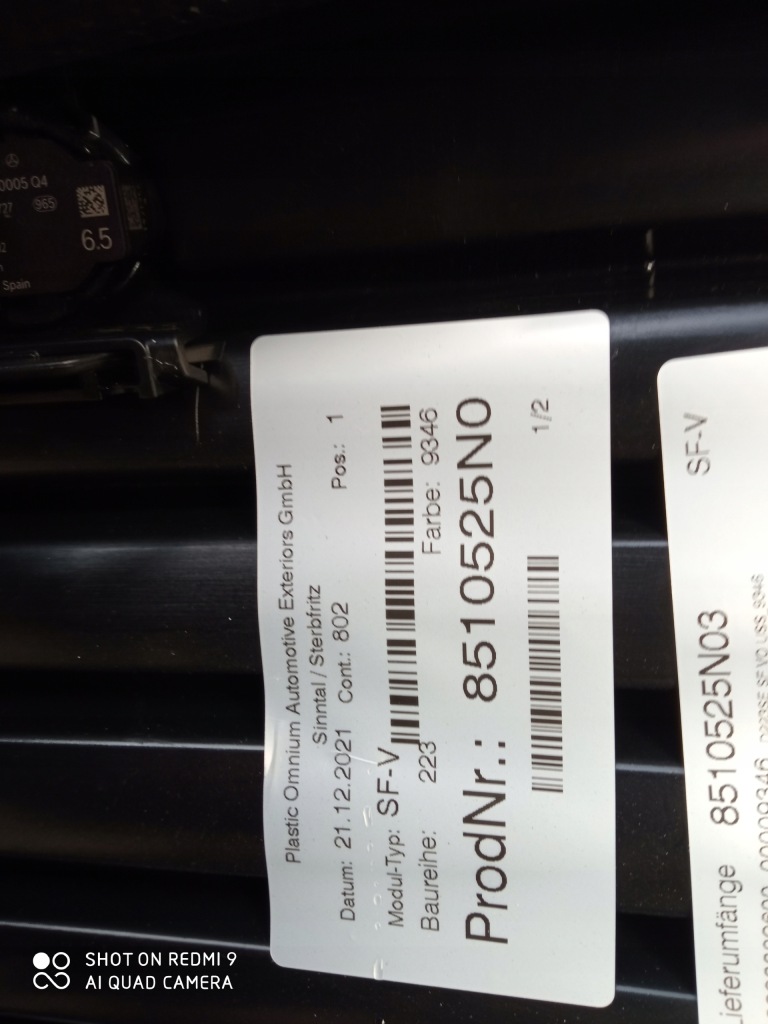 Plastic Omnium Automotive Exteriors GmbH
Sinntal / Sterbfritz
Datum: 21.12.2021 Cont.: 802 Pos.: 1
Modul-Typ: SF-V
Baureihe: 223 Farbe: 9346
ProdNr.: 8510525N0
1/2
Lieferumfänge 8510525N03 SF-V
00009346
9346
0005 Q4
965
6.5
Spain
SHOT ON REDMI 9
AI QUAD CAMERA